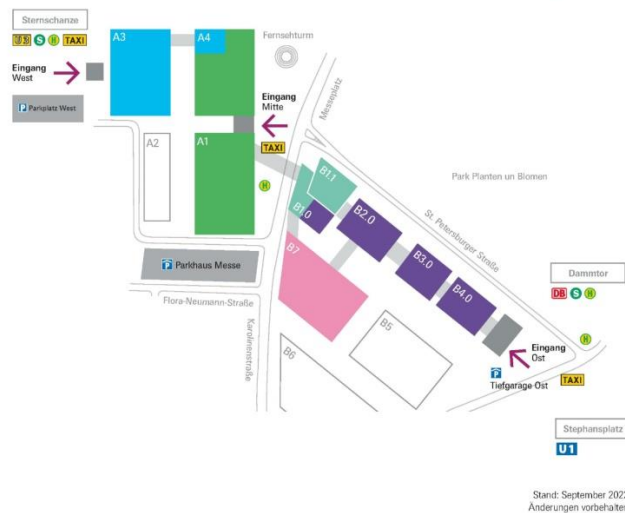 Sternschanze
U3 S H TAXI
Eingang
West
P Parkplatz West
A3
A4
Fernsehturm
Eingang
Mitte
Messeplatz
A2
A1
TAXI
H
B1.1
B1.0
Park Planten un Blomen
B2.0
St. Petersburger Straße
B3.0
B4.0
B7
P Parkhaus Messe
Flora-Neumann-Straße
Karolinenstraße
B5
B6
Dammtor
DB S H
H
Eingang
Ost
P
Tiefgarage Ost
TAXI
Stephansplatz
U1
Stand: September 2022
Änderungen vorbehalten